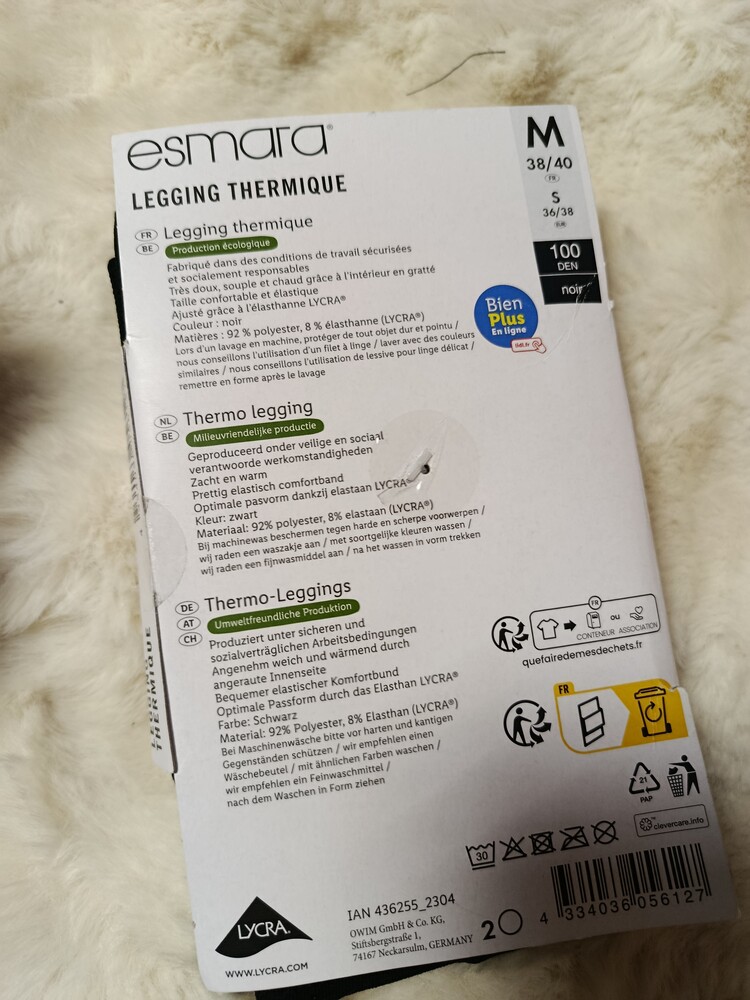 esmara®
LEGGING THERMIQUE
M
38/40
FR
S
36/38
EUR
100
DEN
noir
FR Legging thermique
BE Production écologique
Fabriqué dans des conditions de travail sécurisées
et socialement responsables
Très doux, souple et chaud grâce à l'intérieur en gratté
Taille confortable et élastique
Ajusté grâce à l'élasthanne LYCRA®
Couleur : noir
Matières : 92 % polyester, 8 % élasthanne (LYCRA®)
Lors d'un lavage en machine, protéger de tout objet dur et pointu /
nous conseillons l'utilisation d'un filet à linge / laver avec des couleurs
similaires / nous conseillons l'utilisation de lessive pour linge délicat /
remettre en forme après le lavage
Bien
Plus
En ligne
lidl.fr
NL Thermo legging
BE Milieuvriendelijke productie
Geproduceerd onder veilige en sociaal
verantwoorde werkomstandigheden
Zacht en warm
Prettig elastisch comfortband
Optimale pasvorm dankzij elastaan LYCRA®
Kleur: zwart
Materiaal: 92% polyester, 8% elastaan (LYCRA®)
Bij machinewas beschermen tegen harde en scherpe voorwerpen /
wij raden een waszakje aan / met soortgelijke kleuren wassen /
wij raden een fijnwasmiddel aan / na het wassen in vorm trekken
DE Thermo-Leggings
AT Umweltfreundliche Produktion
CH
Produziert unter sicheren und
sozialverträglichen Arbeitsbedingungen
Angenehm weich und wärmend durch
angeraute Innenseite
Bequemer elastischer Komfortbund
Optimale Passform durch das Elasthan LYCRA®
Farbe: Schwarz
Material: 92% Polyester, 8% Elasthan (LYCRA®)
Bei Maschinenwäsche bitte vor harten und kantigen
Gegenständen schützen / wir empfehlen einen
Wäschebeutel / mit ähnlichen Farben waschen /
wir empfehlen ein Feinwaschmittel /
nach dem Waschen in Form ziehen
LEGGING
THERMIQUE
FR
ou
CONTENEUR ASSOCIATION
quefairedemesdechets.fr
FR
21
PAP
clevercare.info
30
LYCRA®
WWW.LYCRA.COM
IAN 436255_2304
OWIM GmbH & Co. KG,
Stiftsbergstraße 1,
74167 Neckarsulm, GERMANY
2
4 334036 056127